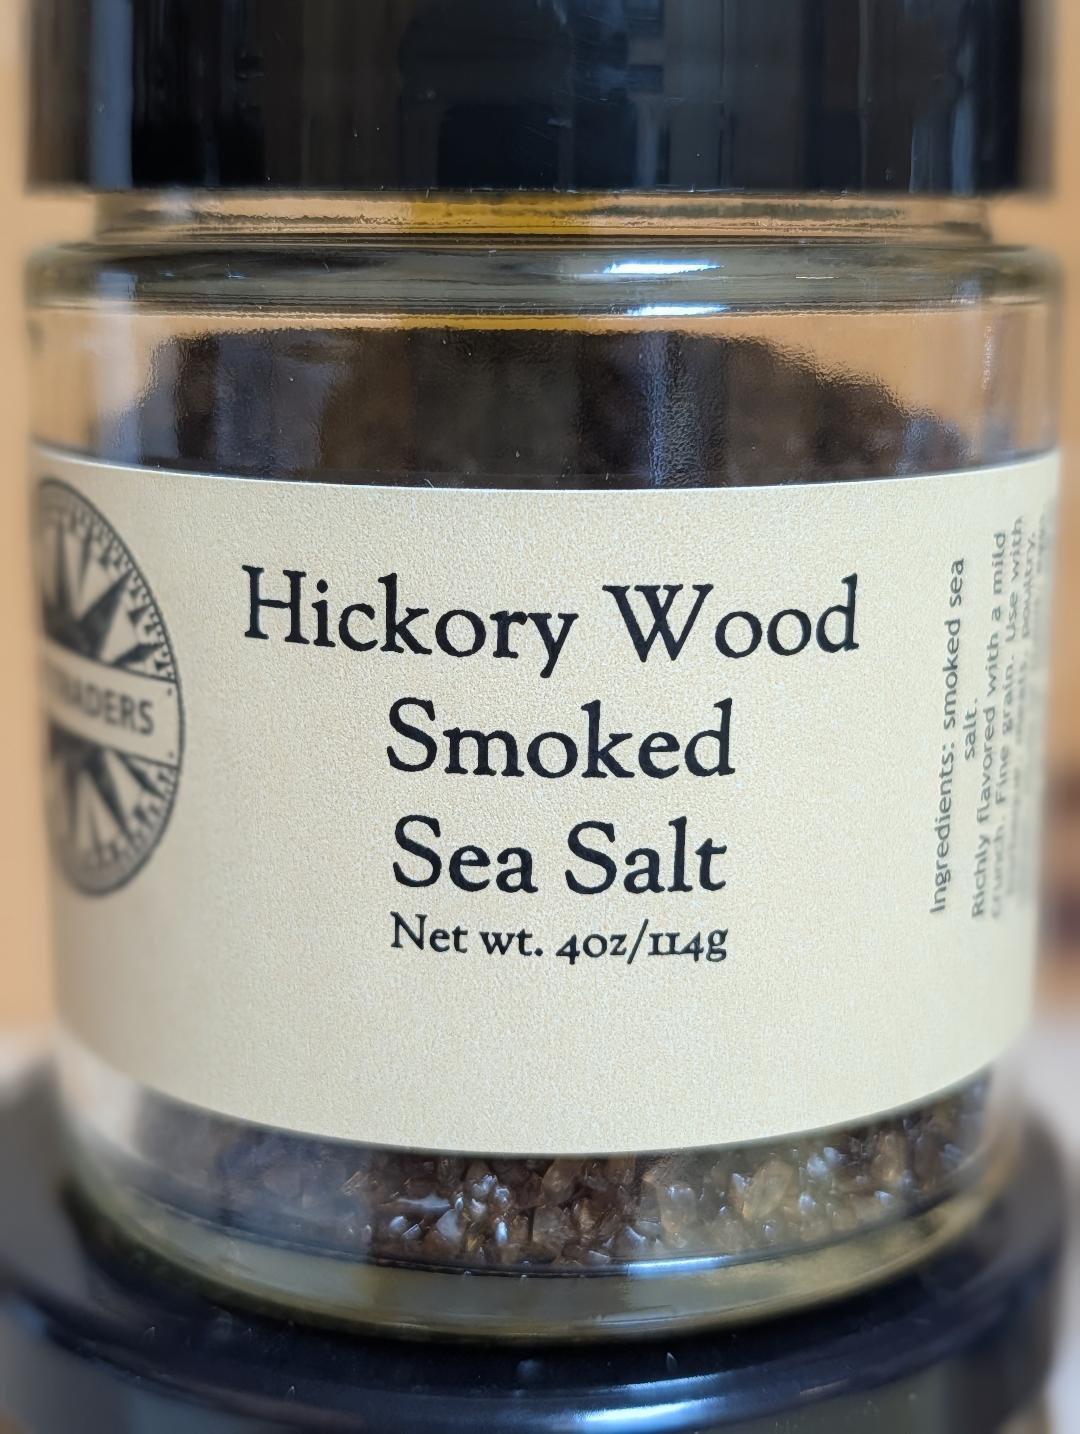 TRADERS
Hickory Wood
Smoked
Sea Salt
Net wt. 4oz/114g
Ingredients: smoked sea
salt.
Richly flavored with a mild
crunch. Fine grain. Use with
poultry,